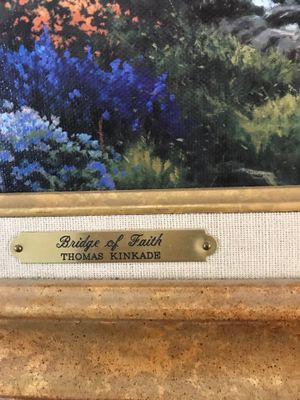 Bridge of Faith
THOMAS KINKADE